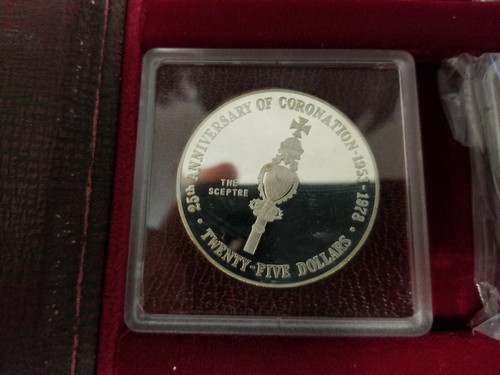 25th ANNIVERSARY OF CORONATION · 1953-1978 ·
THE
SCEPTRE
TWENTY-FIVE DOLLARS